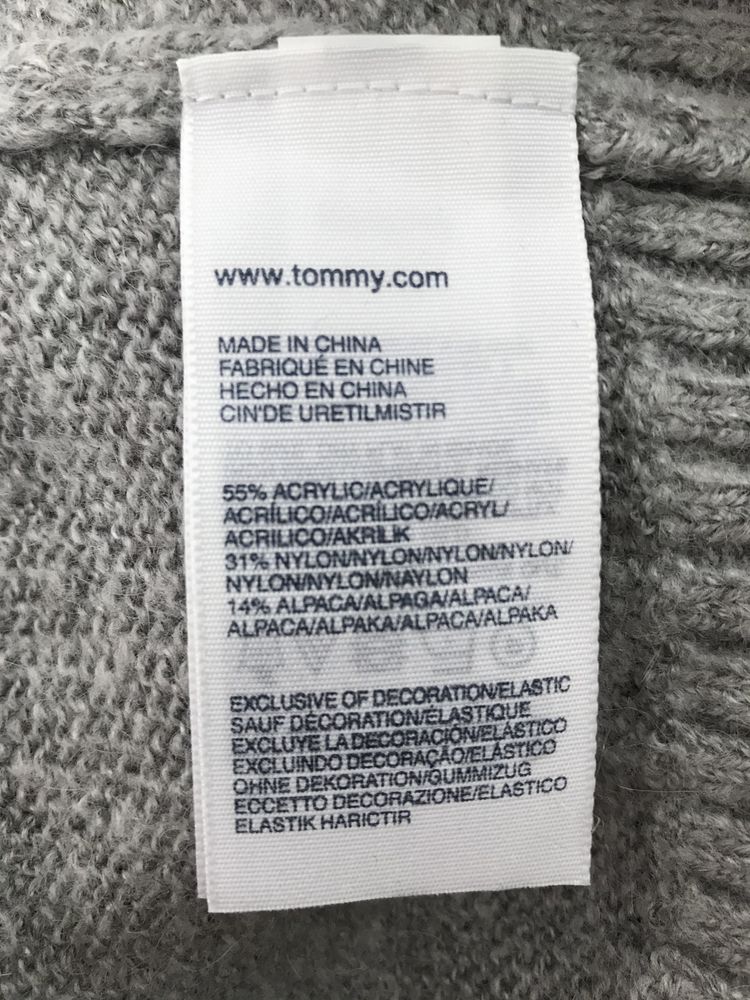 www.tommy.com
MADE IN CHINA
FABRIQUÉ EN CHINE
HECHO EN CHINA
CIN'DE URETILMISTIR
55% ACRYLIC/ACRYLIQUE/
ACRÍLICO/ACRÍLICO/ACRYL/
ACRILICO/AKRILIK
31% NYLON/NYLON/NYLON/NYLON/
NYLON/NYLON/NAYLON
14% ALPACA/ALPAGA/ALPACA/
ALPACA/ALPAKA/ALPACA/ALPAKA
EXCLUSIVE OF DECORATION/ELASTIC
SAUF DÉCORATION/ÉLASTIQUE
EXCLUYE LA DECORACIÓN/ELÁSTICO
EXCLUINDO DECORAÇÃO/ELÁSTICO
OHNE DEKORATION/GUMMIZUG
ECCETTO DECORAZIONE/ELASTICO
ELASTIK HARICTIR